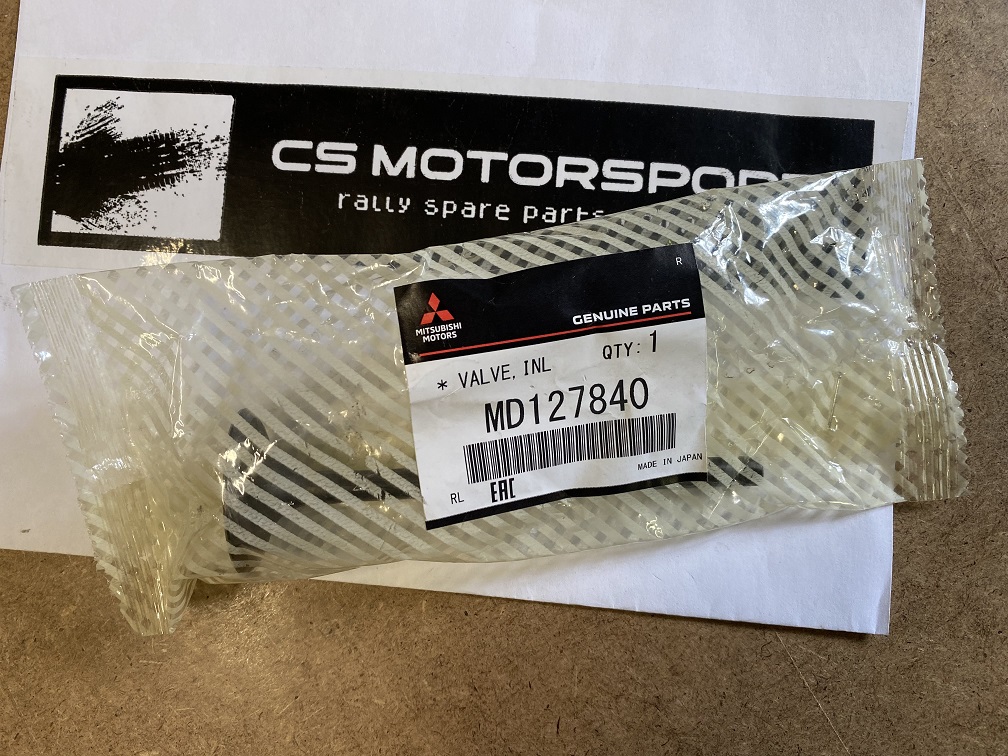 CS MOTORSPORT
rally spare parts
R
MITSUBISHI
MOTORS
GENUINE PARTS
* VALVE, INL
QTY: 1
MD127840
MADE IN JAPAN
RL
EAC